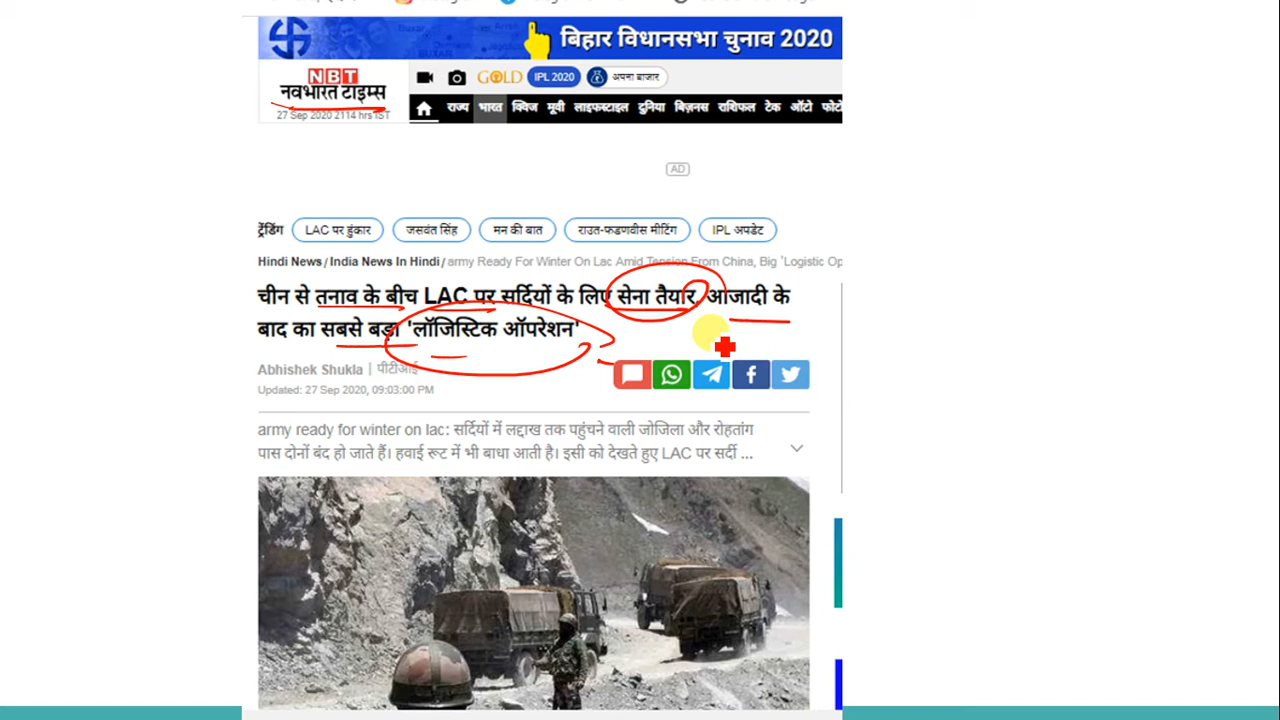 बिहार विधानसभा चुनाव 2020
NBT
नवभारत टाइम्स
27 Sep 2020 2114 hrs IST
GOLD
IPL 2020
अपना बाजार
राज्य भारत क्विज मूवी लाइफस्टाइल दुनिया बिज़नस राशिफल टेक ऑटो फोटो
AD
ट्रेंडिंग LAC पर हुंकार जसवंत सिंह मन की बात राउत-फडणवीस मीटिंग IPL अपडेट
Hindi News / India News In Hindi / army Ready For Winter On Lac Amid Tension From China, Big 'Logistic Op
चीन से तनाव के बीच LAC पर सर्दियों के लिए सेना तैयार, आजादी के
बाद का सबसे बड़ा 'लॉजिस्टिक ऑपरेशन'
Abhishek Shukla | पीटीआई
Updated: 27 Sep 2020, 09:03:00 PM
army ready for winter on lac: सर्दियों में लद्दाख तक पहुंचने वाली जोजिला और रोहतांग
पास दोनों बंद हो जाते हैं। हवाई रूट में भी बाधा आती है। इसी को देखते हुए LAC पर सर्दी ...